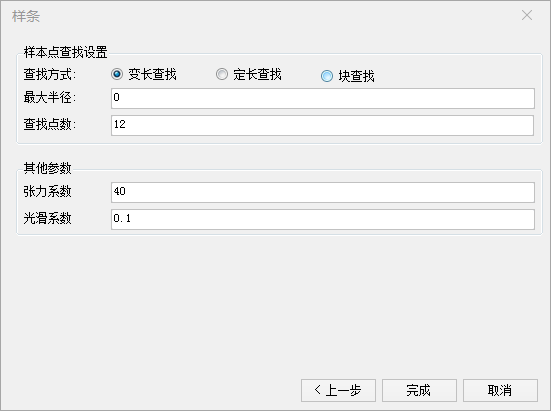 样条
样本点查找设置
查找方式: 变长查找 定长查找 块查找
最大半径: 0
查找点数: 12
其他参数
张力系数 40
光滑系数 0.1
< 上一步 完成 取消